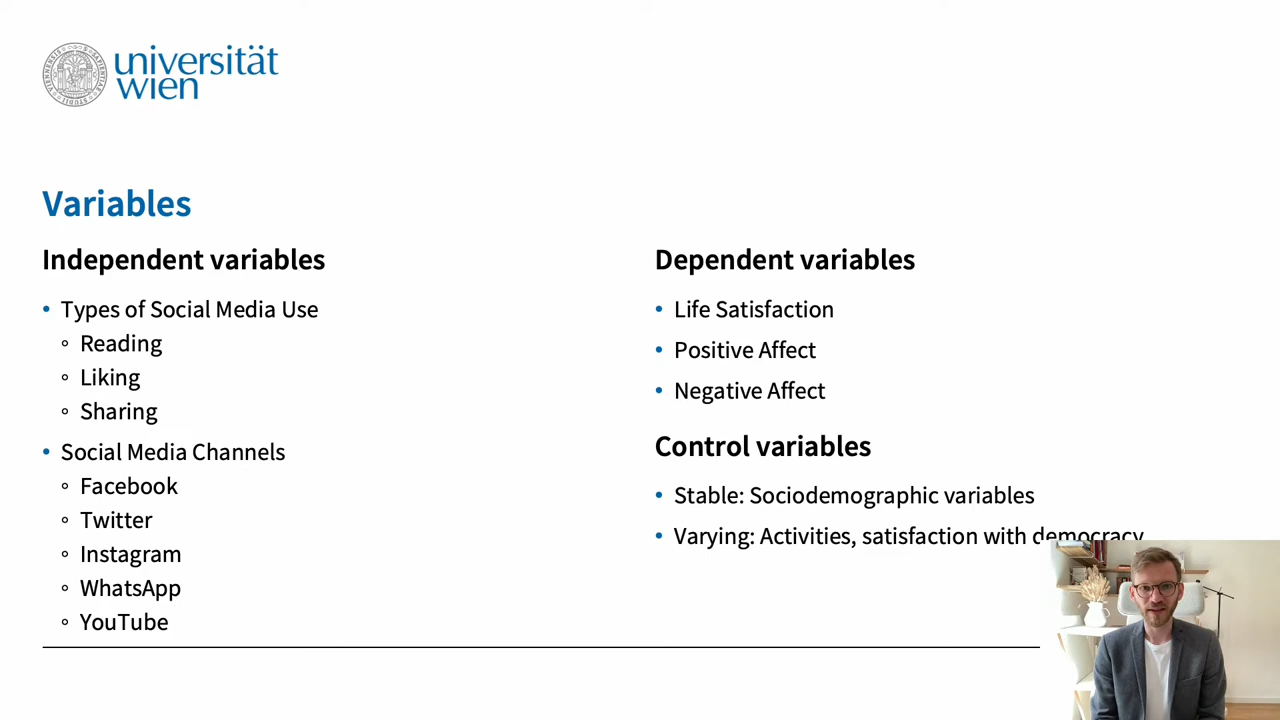 universität
wien
Variables
Independent variables
• Types of Social Media Use
◦ Reading
◦ Liking
◦ Sharing
• Social Media Channels
◦ Facebook
◦ Twitter
◦ Instagram
◦ WhatsApp
◦ YouTube
Dependent variables
• Life Satisfaction
• Positive Affect
• Negative Affect
Control variables
• Stable: Sociodemographic variables
• Varying: Activities, satisfaction with democracy